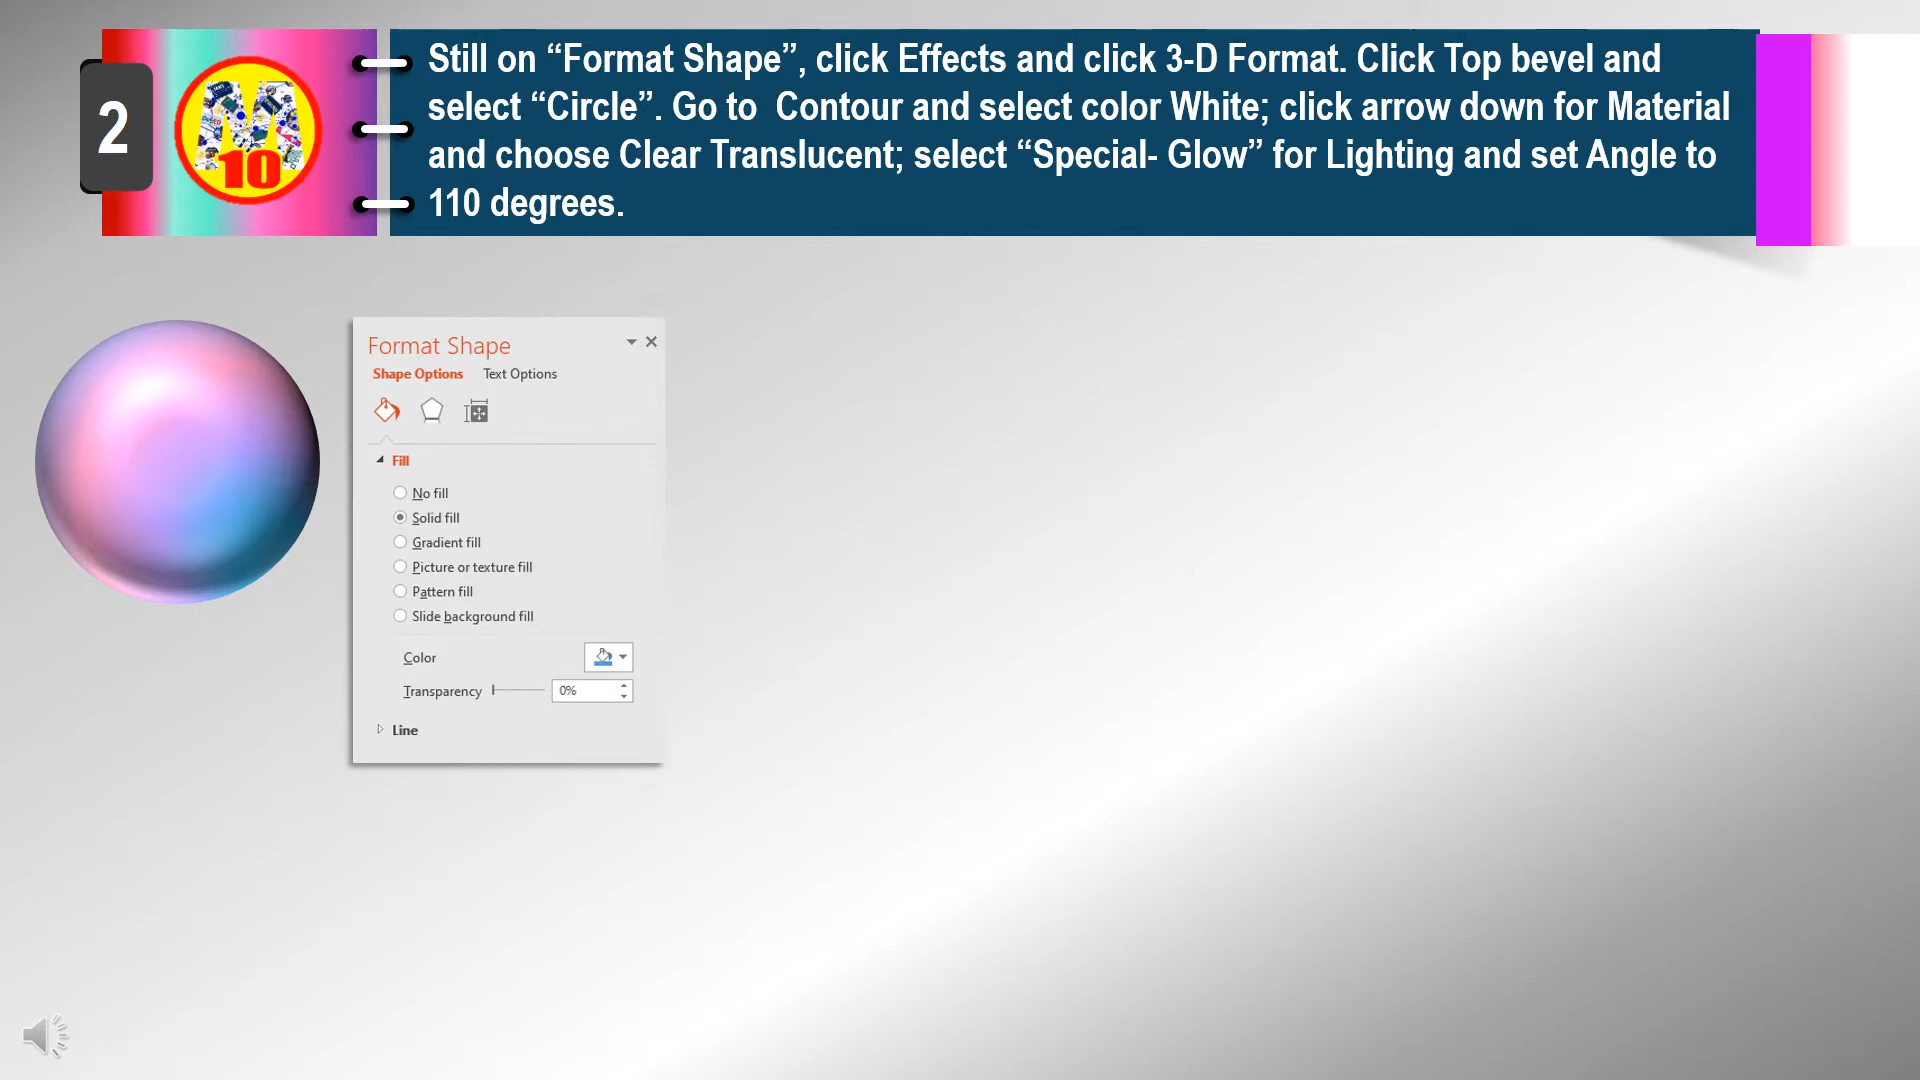 2
M
10
Still on “Format Shape”, click Effects and click 3-D Format. Click Top bevel and
select “Circle”. Go to  Contour and select color White; click arrow down for Material
and choose Clear Translucent; select “Special- Glow” for Lighting and set Angle to
110 degrees.
Format Shape
Shape Options Text Options
Fill
No fill
Solid fill
Gradient fill
Picture or texture fill
Pattern fill
Slide background fill
Color
Transparency 0%
Line